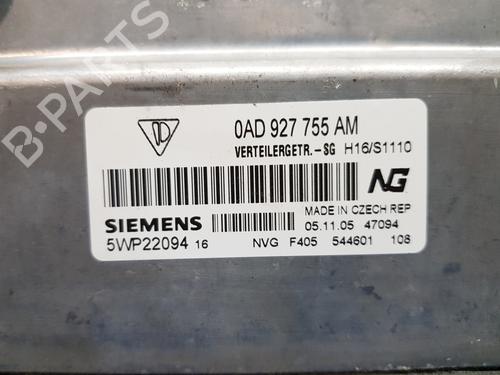 B-PARTS
0AD 927 755 AM
VERTEILERGETR.-SG H16/S1110
NG
SIEMENS
MADE IN CZECH REP
05.11.05 47094
5WP22094 16
NVG F405 544601 108